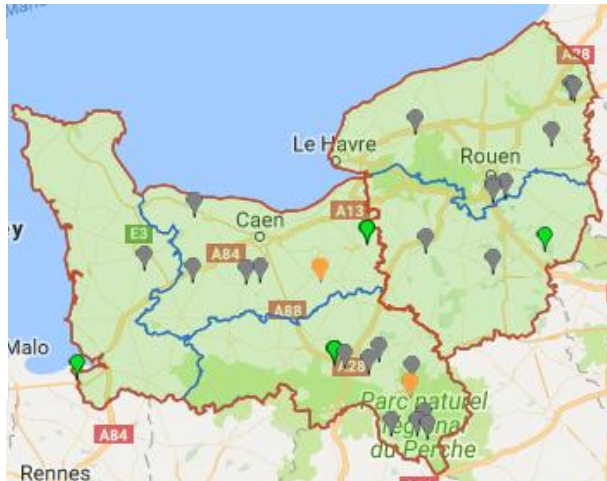 A28
Le Havre
Rouen
A13
Caen
ey
E3
A84
A88
Malo
A28
Parc naturel
régional
du Perche
A84
Rennes